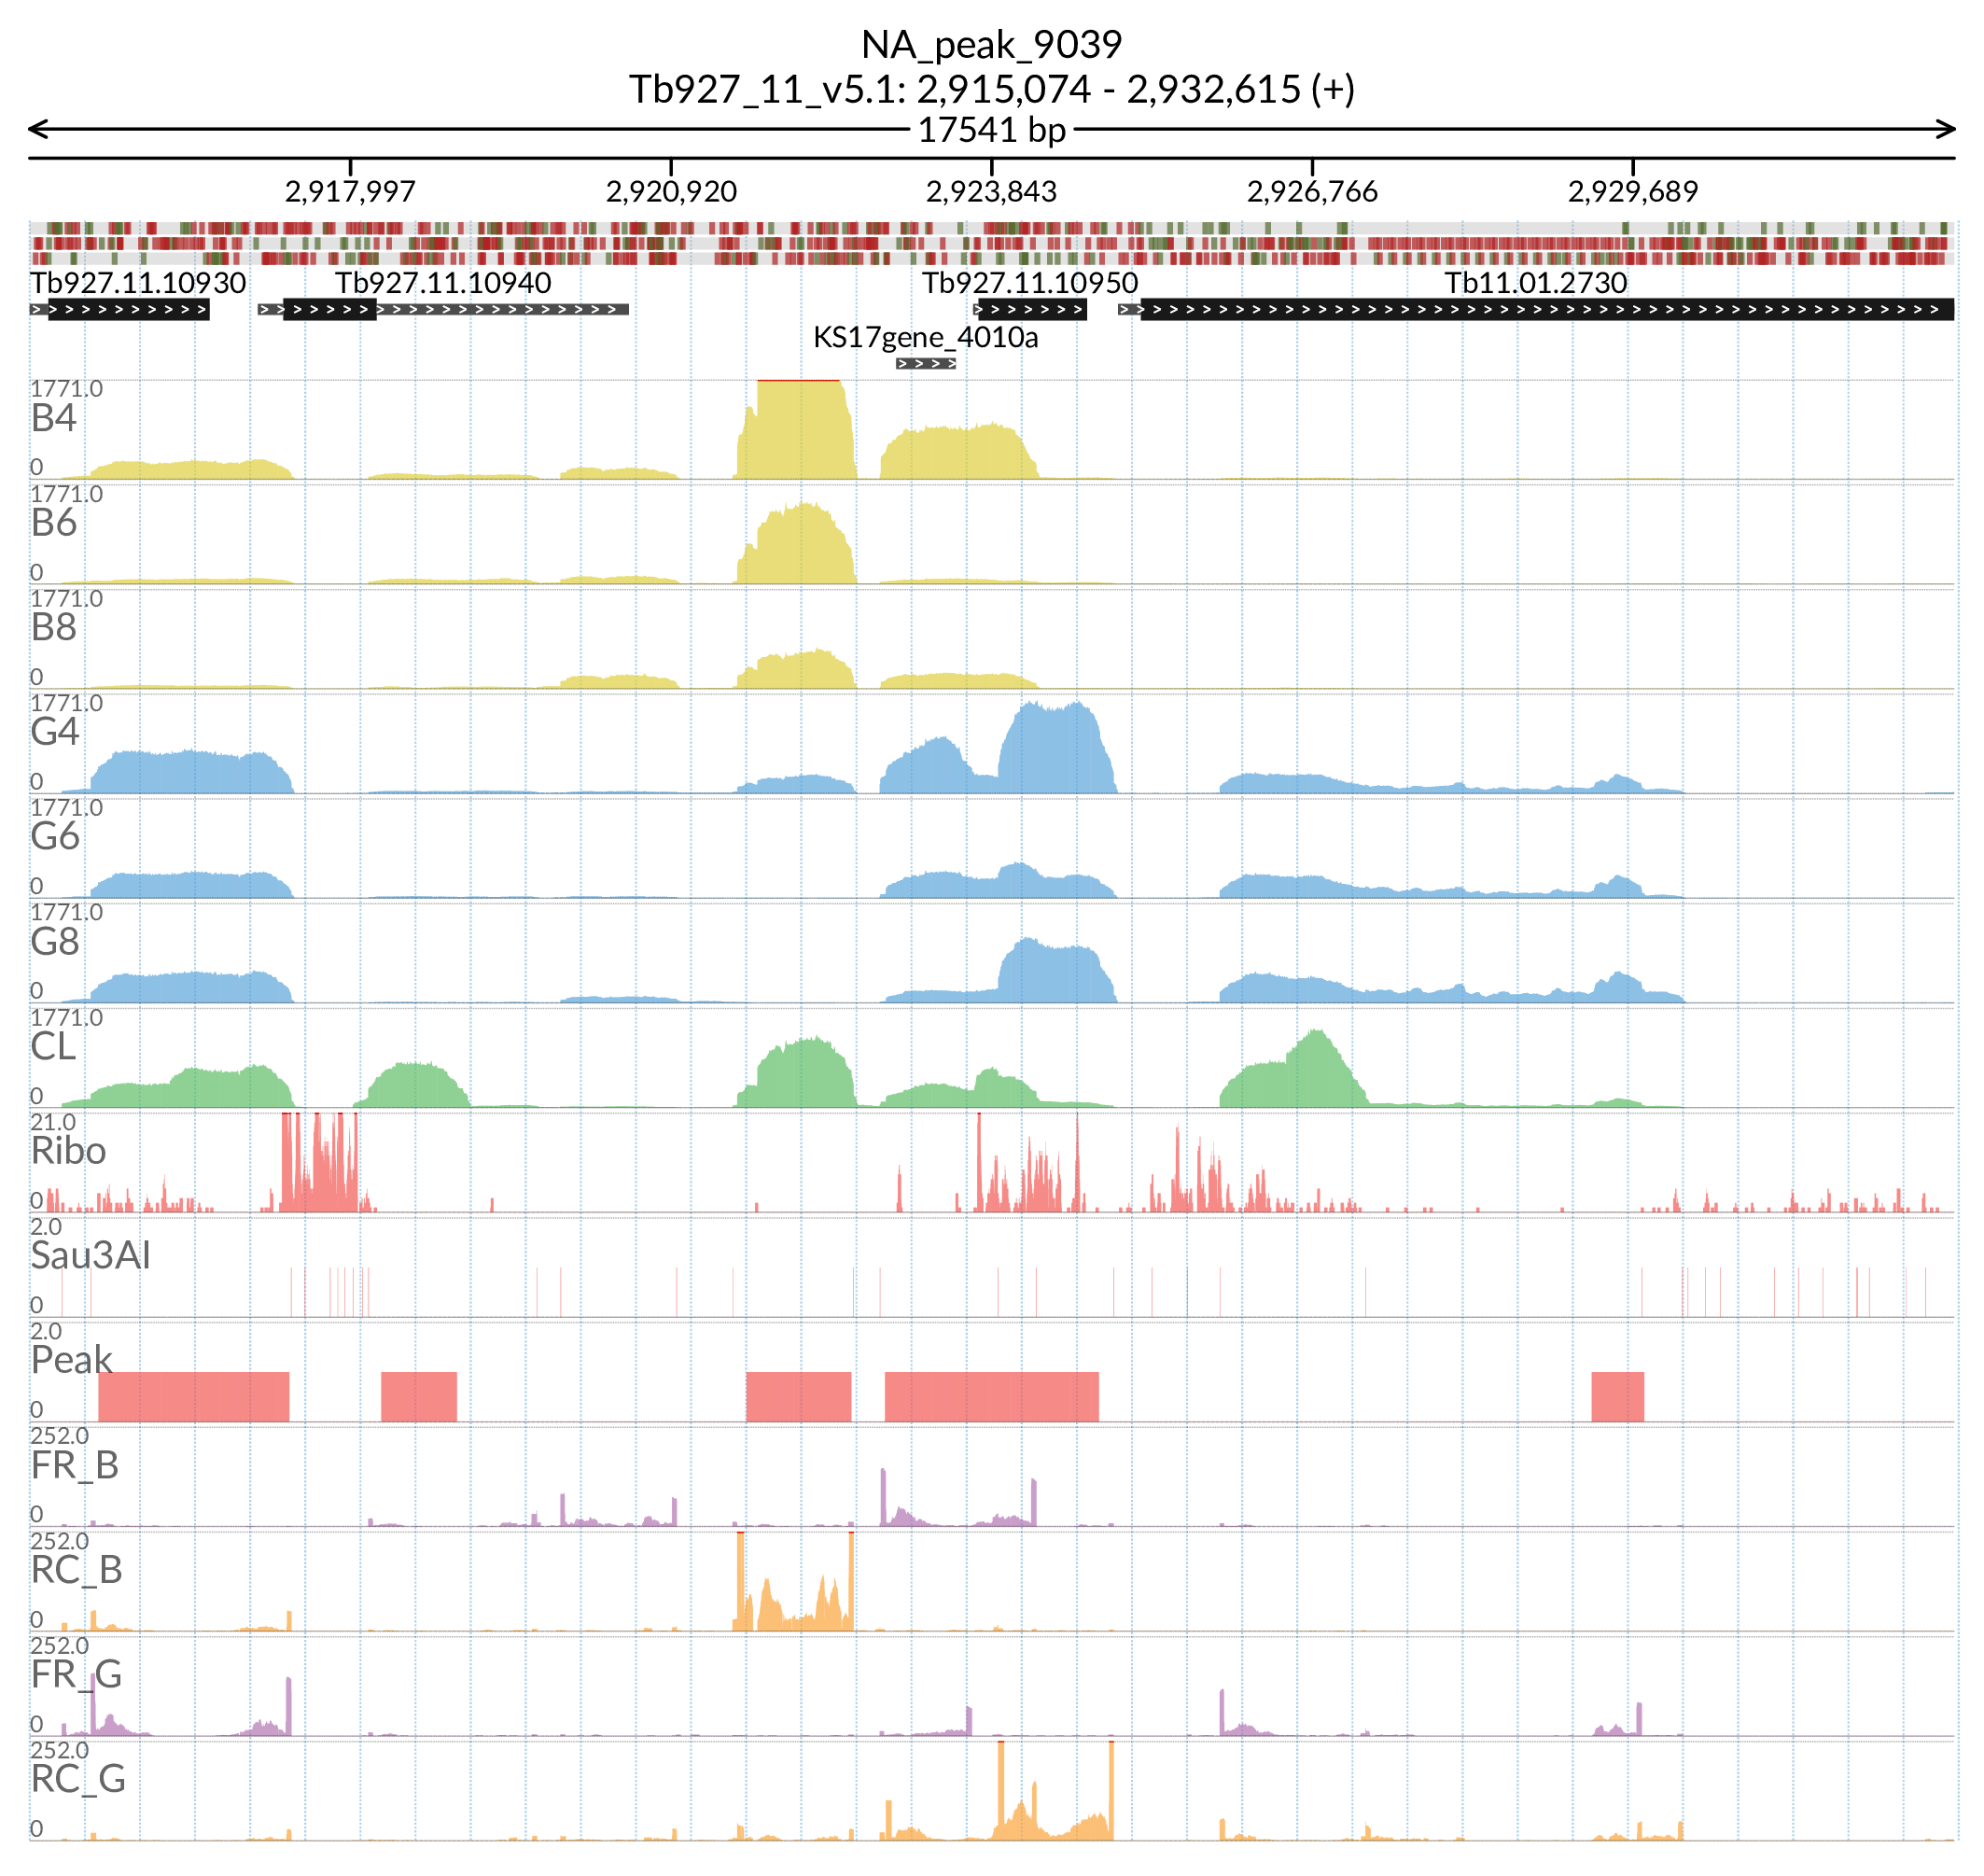 NA_peak_9039
Tb927_11_v5.1: 2,915,074 - 2,932,615 (+)
17541 bp
2,917,997 2,920,920 2,923,843 2,926,766 2,929,689
Tb927.11.10930 Tb927.11.10940 Tb927.11.10950 Tb11.01.2730
KS17gene_4010a
1771.0
B4
0
1771.0
B6
0
1771.0
B8
0
1771.0
G4
0
1771.0
G6
0
1771.0
G8
0
1771.0
CL
0
21.0
Ribo
0
2.0
Sau3AI
0
2.0
Peak
0
252.0
FR_B
0
252.0
RC_B
0
252.0
FR_G
0
252.0
RC_G
0